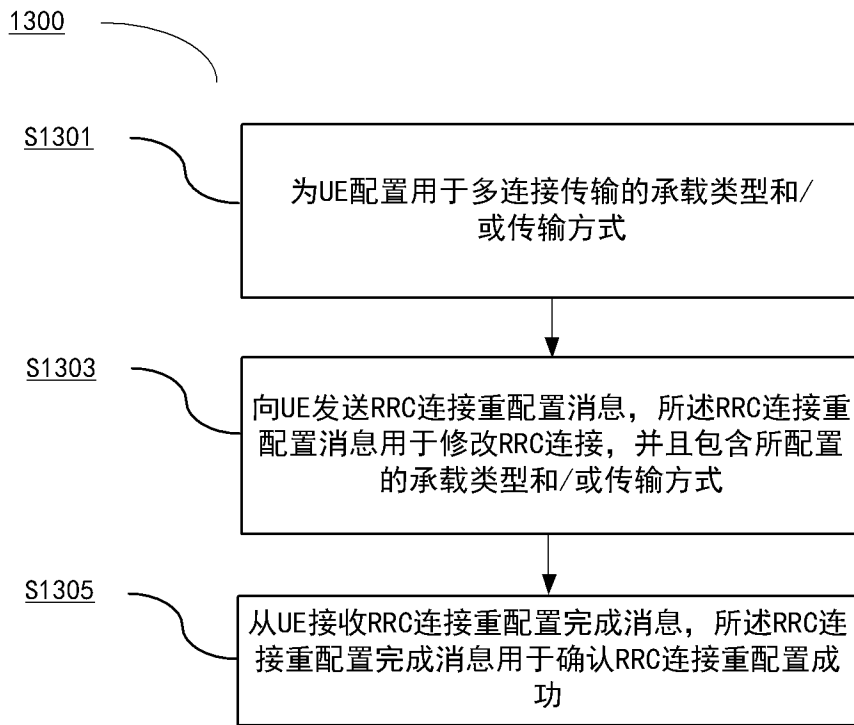 1300
S1301
为UE配置用于多连接传输的承载类型和/
或传输方式
S1303
向UE发送RRC连接重配置消息，所述RRC连接重
配置消息用于修改RRC连接，并且包含所配置
的承载类型和/或传输方式
S1305
从UE接收RRC连接重配置完成消息，所述RRC连
接重配置完成消息用于确认RRC连接重配置成
功